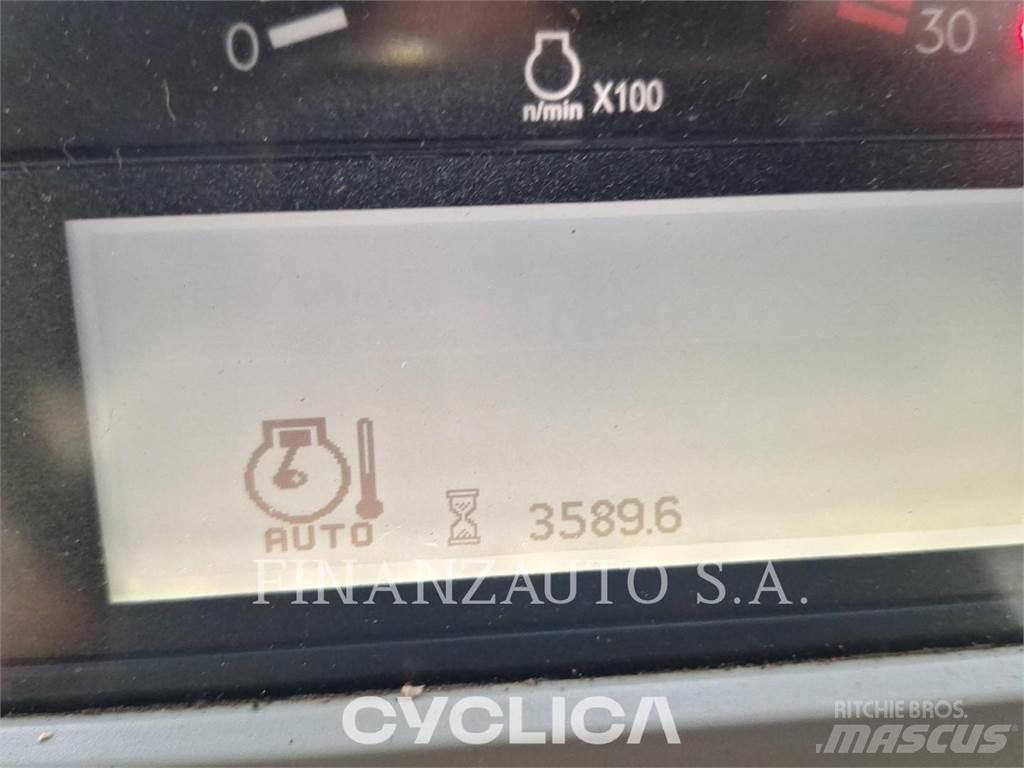 0
30
n/min X100
AUTO
3589.6
FINANZAUTO S.A.
CYCLICA
RITCHIE BROS.
MASCUS